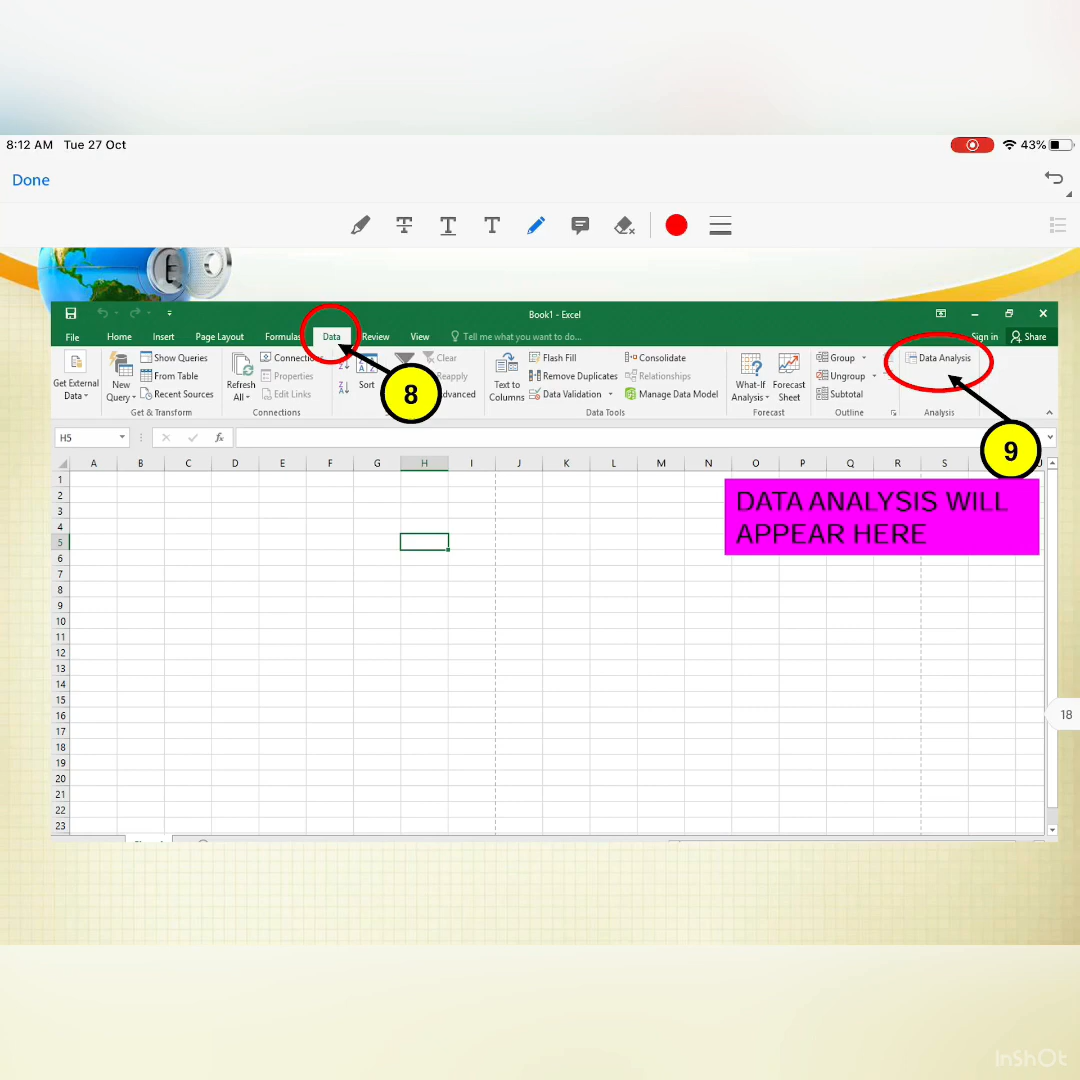 8:12 AM Tue 27 Oct
43%
Done
Book1 - Excel
File Home Insert Page Layout Formulas Data Review View Tell me what you want to do... Sign in Share
Get External Data
New Query
Show Queries
From Table
Recent Sources
Get & Transform
Refresh All
Properties
Edit Links
Connections
Sort
Clear
Text to Columns
Flash Fill
Remove Duplicates
Data Validation
Consolidate
Relationships
Manage Data Model
Data Tools
What-If Analysis
Forecast Sheet
Forecast
Group
Ungroup
Subtotal
Outline
Data Analysis
Analysis
8
9
H5
fx
A B C D E F G H I J K L M N O P Q R S
DATA ANALYSIS WILL
APPEAR HERE
1
2
3
4
5
6
7
8
9
10
11
12
13
14
15
16
17
18
19
20
21
22
23
18
InShOt